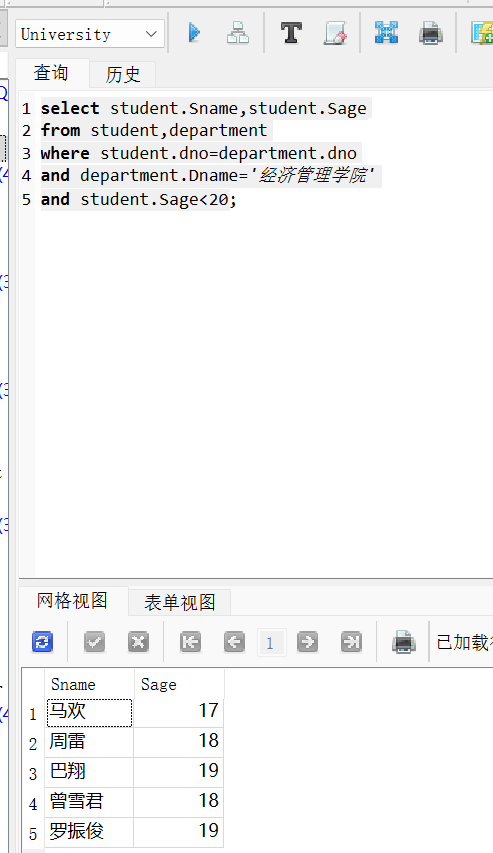 University
查询 历史
1 select student.Sname,student.Sage
2 from student,department
3 where student.dno=department.dno
4 and department.Dname='经济管理学院'
5 and student.Sage<20;
网格视图 表单视图
1 已加载
Sname Sage
1 马欢 17
2 周雷 18
3 巴翔 19
4 曾雪君 18
5 罗振俊 19